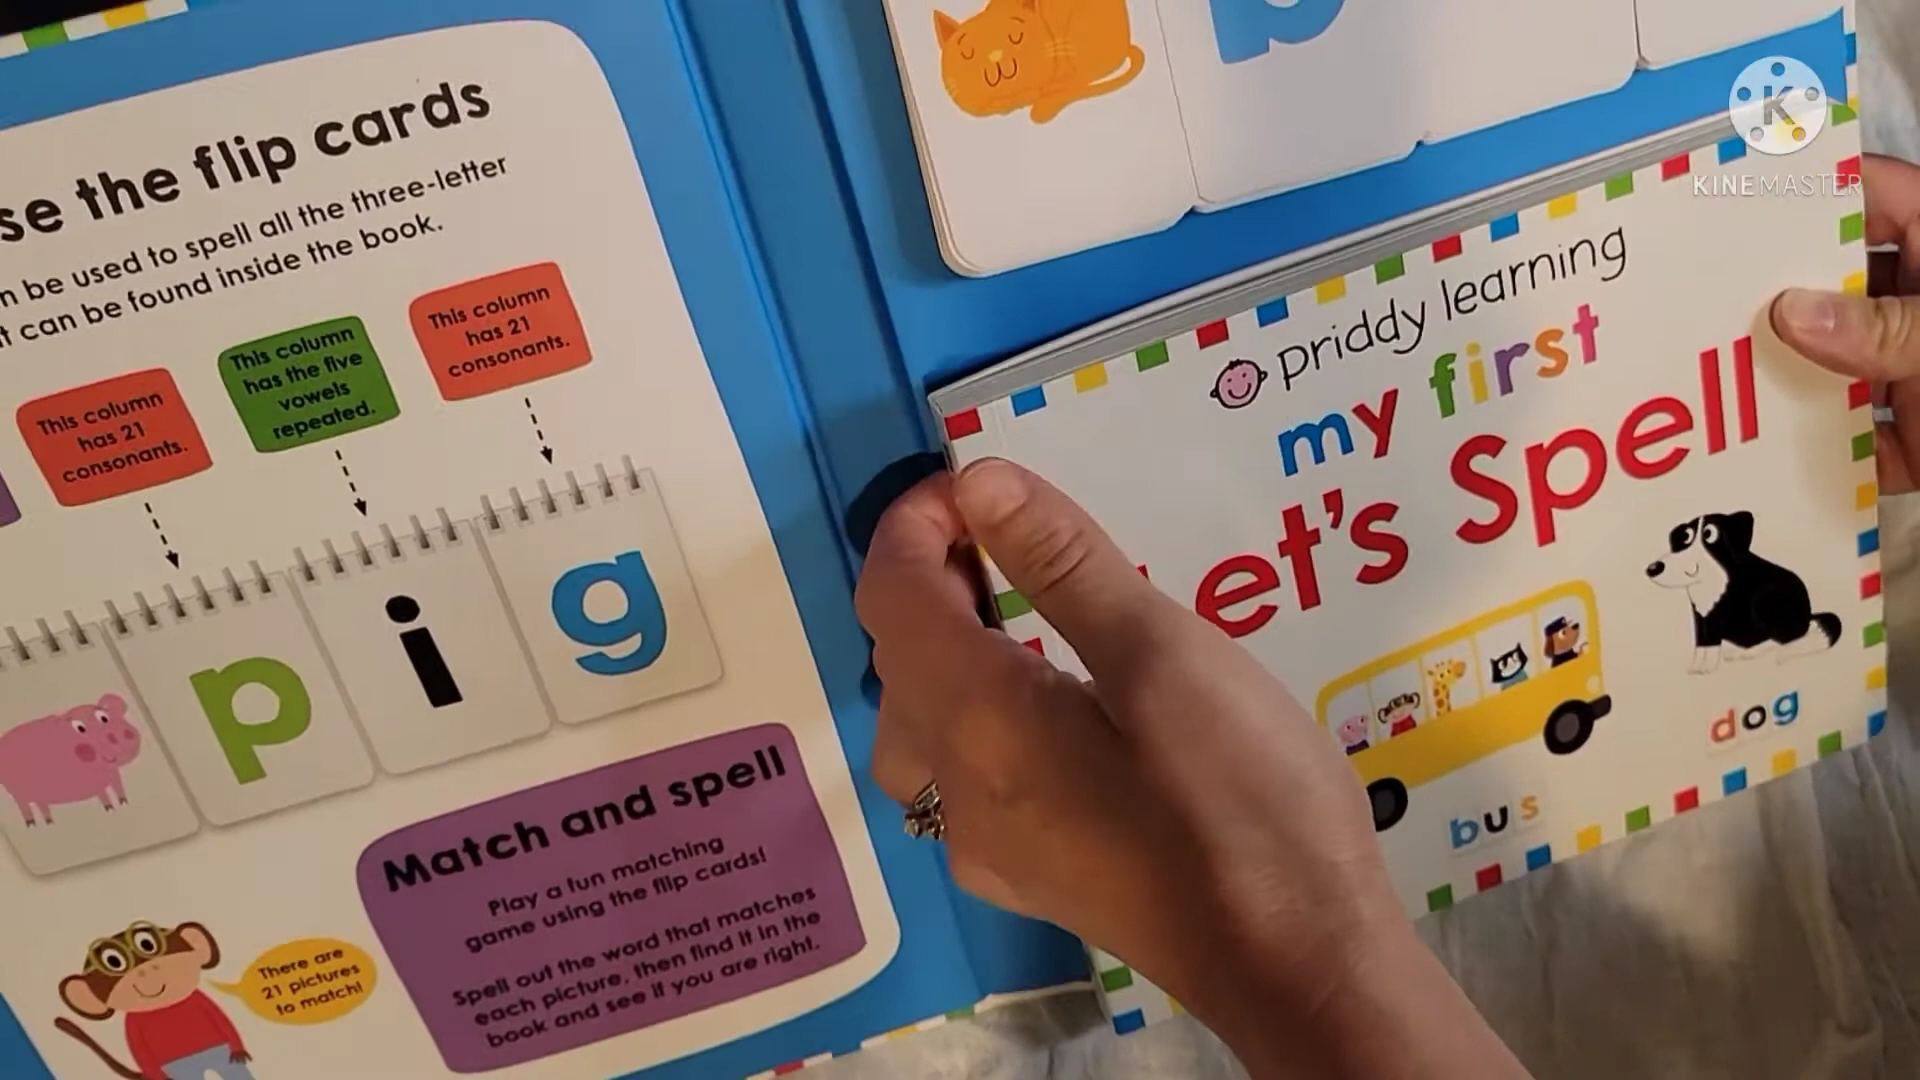 se the flip cards
n be used to spell all the three-letter
t can be found inside the book.
This column
has 21
consonants.
This column
has the five
vowels
repeated.
This column
has 21
consonants.
p i g
Match and spell
Play a fun matching
game using the flip cards!
Spell out the word that matches
each picture, then find it in the
book and see if you are right.
There are
21 pictures
to match!
b
KINEMASTER
priddy learning
my first
et's Spell
dog
bus